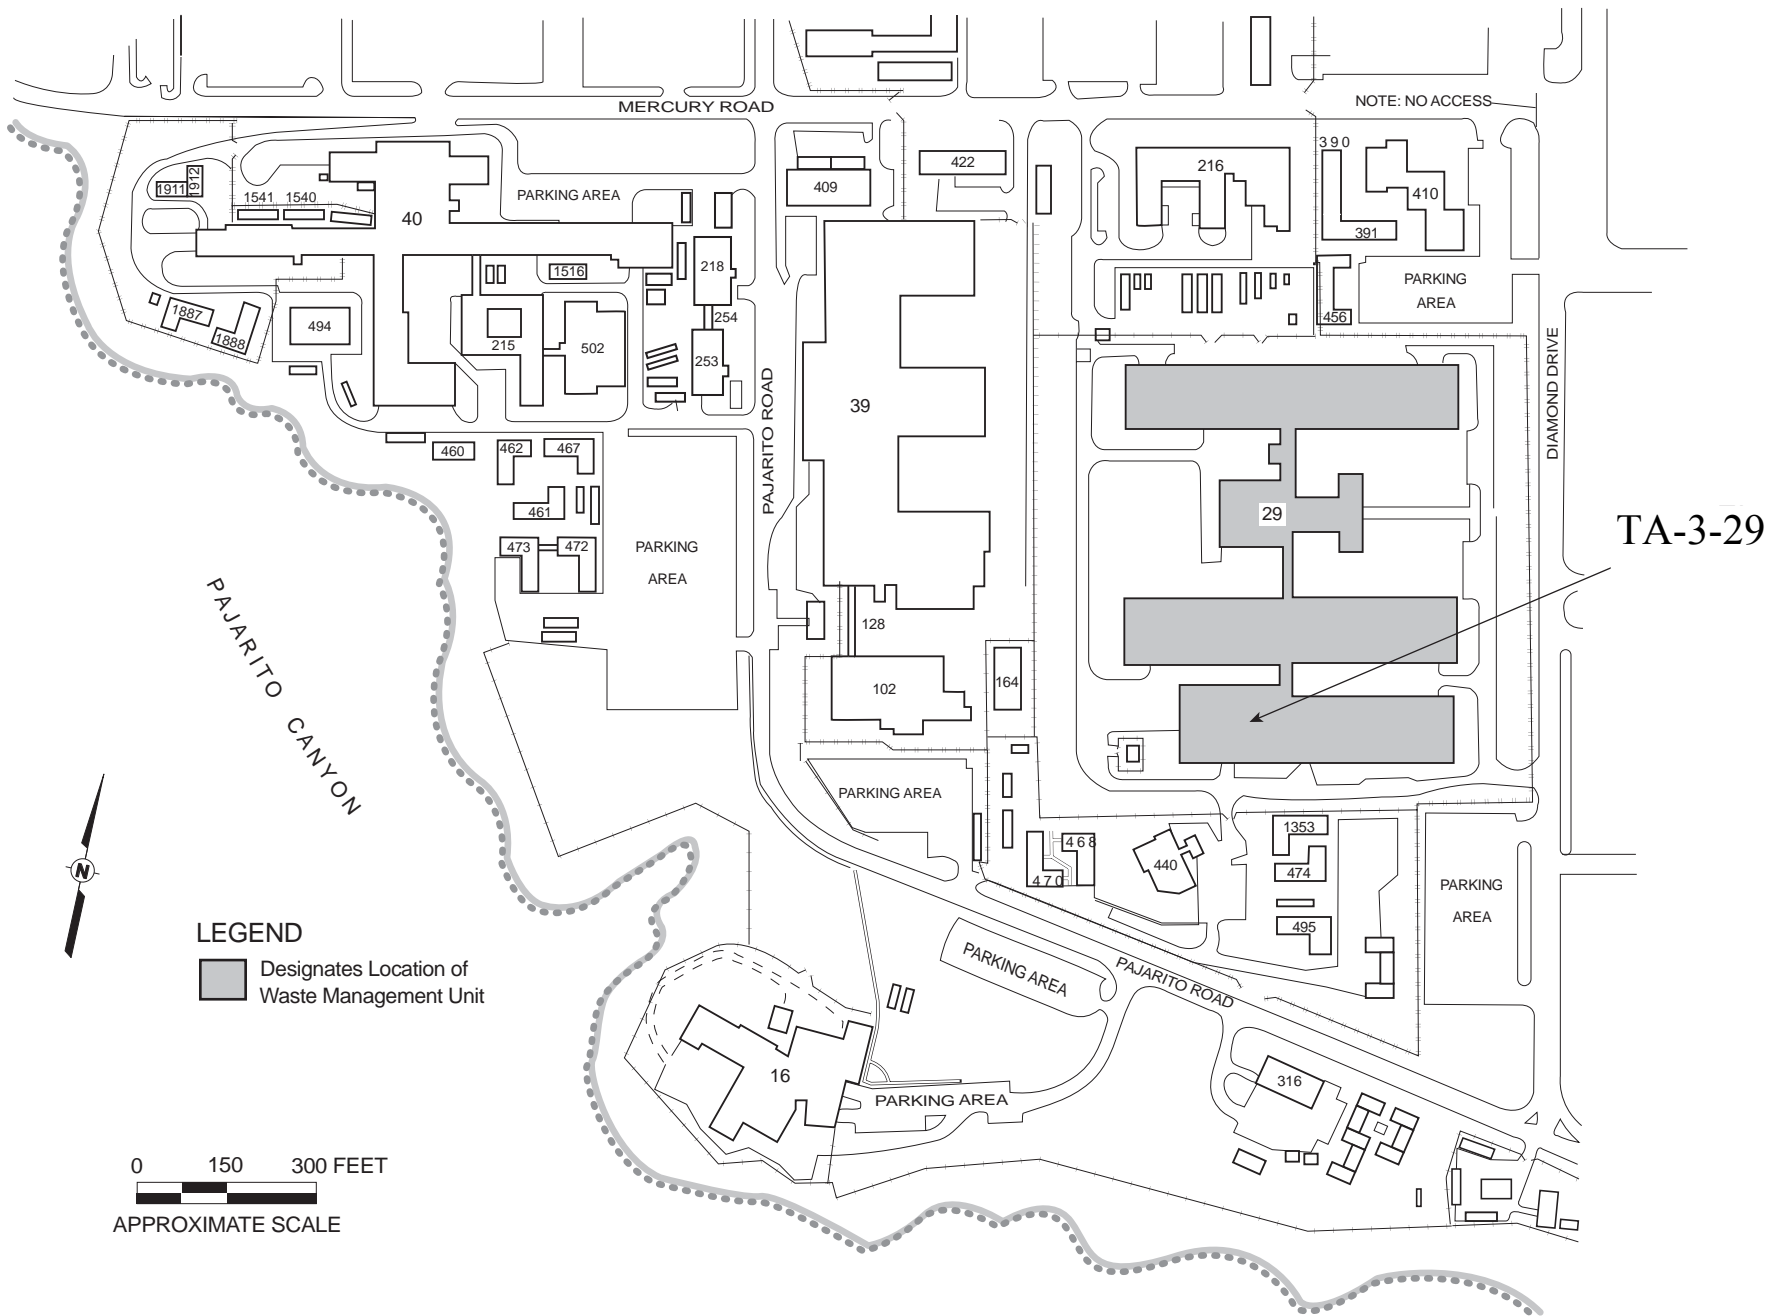 MERCURY ROAD
NOTE: NO ACCESS
390
1911
1912
1541
1540
40
PARKING AREA
409
422
216
410
391
218
1516
PARKING
AREA
1887
1888
494
215
502
254
253
456
39
PAJARITO ROAD
DIAMOND DRIVE
460
462
467
461
473
472
PARKING
AREA
29
TA-3-29
128
102
164
PAJARITO CANYON
PARKING AREA
468
470
440
1353
474
495
PARKING
AREA
N
LEGEND
Designates Location of
Waste Management Unit
PARKING AREA
PAJARITO ROAD
16
PARKING AREA
316
0 150 300 FEET
APPROXIMATE SCALE